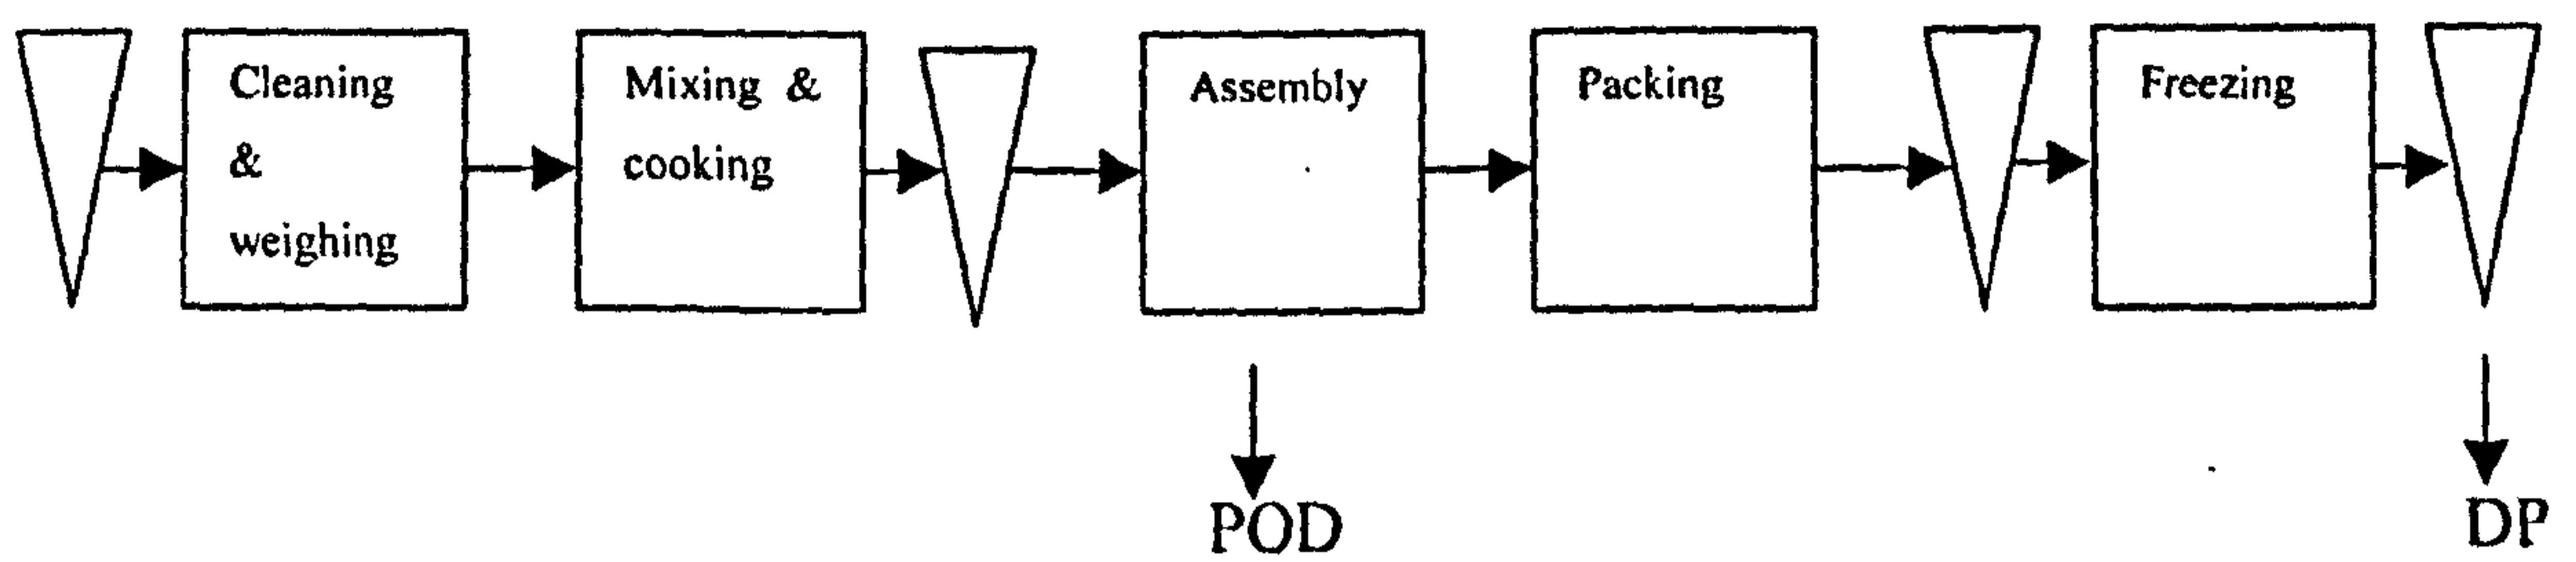 Cleaning
&
weighing
Mixing &
cooking
Assembly
Packing
Freezing
POD
DP